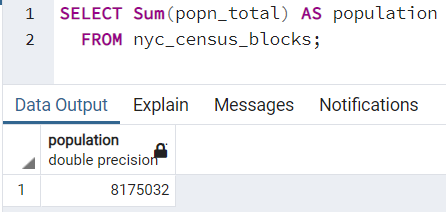 1 SELECT Sum(popn_total) AS population
2 FROM nyc_census_blocks;
Data Output Explain Messages Notifications
population
double precision
1 8175032